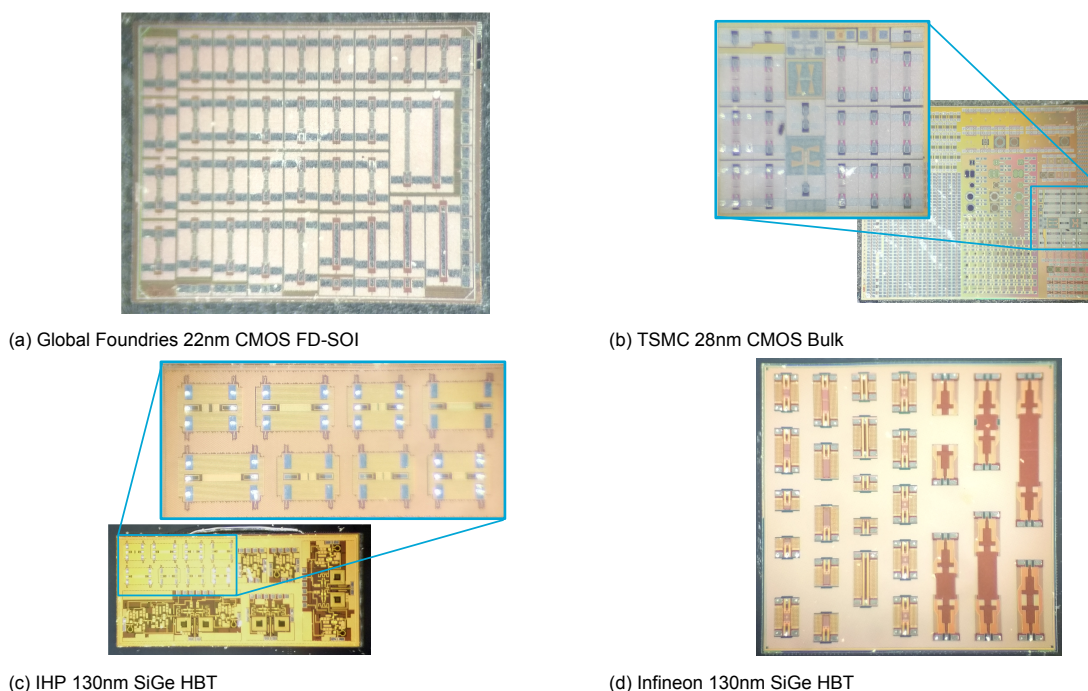 (a) Global Foundries 22nm CMOS FD-SOI
(b) TSMC 28nm CMOS Bulk
(c) IHP 130nm SiGe HBT
(d) Infineon 130nm SiGe HBT